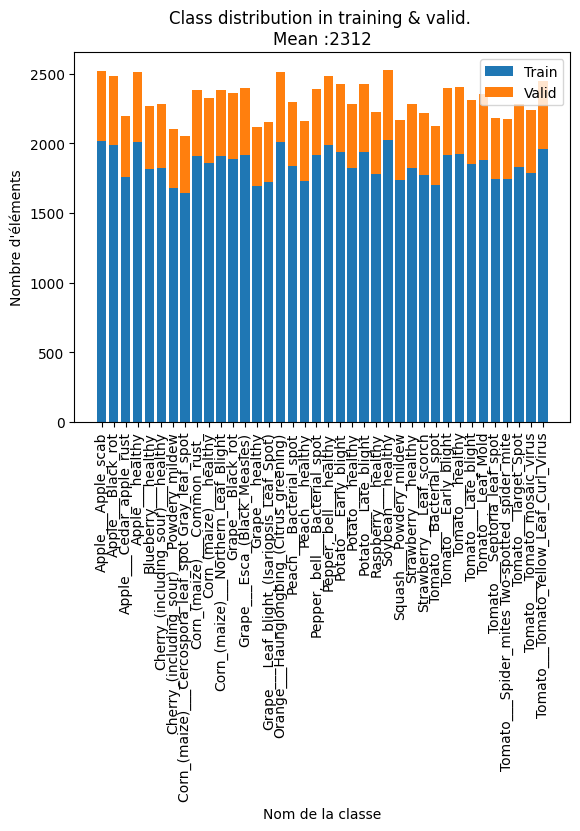 Class distribution in training & valid.
Mean :2312
Train
Valid
Nombre d'éléments
2500
2000
1500
1000
500
0
Apple___Apple_scab
Apple___Black_rot
Apple___Cedar_apple_rust
Apple___healthy
Blueberry___healthy
Cherry_(including_sour)___healthy
Cherry_(including_sour)___Powdery_mildew
Corn_(maize)___Cercospora_leaf_spot Gray_leaf_spot
Corn_(maize)___Common_rust_
Corn_(maize)___healthy
Corn_(maize)___Northern_Leaf_Blight
Grape___Black_rot
Grape___Esca_(Black_Measles)
Grape___healthy
Grape___Leaf_blight_(Isariopsis_Leaf_Spot)
Orange___Haunglongbing_(Citrus_greening)
Peach___Bacterial_spot
Peach___healthy
Pepper,_bell___Bacterial_spot
Pepper,_bell___healthy
Potato___Early_blight
Potato___healthy
Potato___Late_blight
Raspberry___healthy
Soybean___healthy
Squash___Powdery_mildew
Strawberry___healthy
Strawberry___Leaf_scorch
Tomato___Bacterial_spot
Tomato___Early_blight
Tomato___healthy
Tomato___Late_blight
Tomato___Leaf_Mold
Tomato___Septoria_leaf_spot
Tomato___Spider_mites Two-spotted_spider_mite
Tomato___Target_Spot
Tomato___Tomato_mosaic_virus
Tomato___Tomato_Yellow_Leaf_Curl_Virus
Nom de la classe